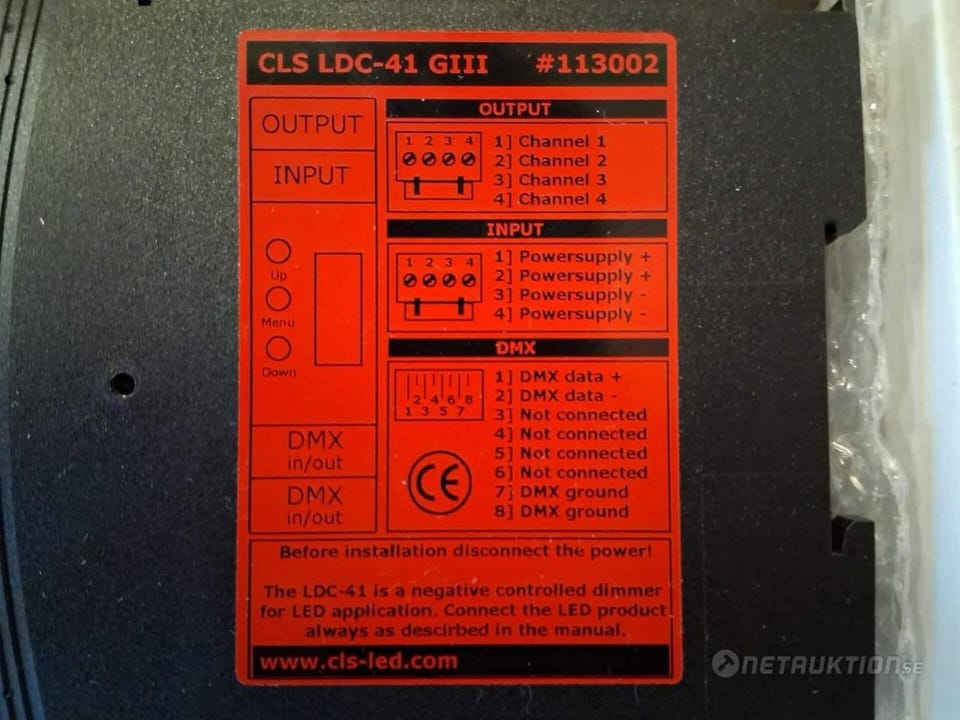 CLS LDC-41 GIII #113002
OUTPUT
INPUT
Up
Menu
Down
DMX
in/out
DMX
in/out
OUTPUT
1 2 3 4
1] Channel 1
2] Channel 2
3] Channel 3
4] Channel 4
INPUT
1 2 3 4
1] Powersupply +
2] Powersupply +
3] Powersupply -
4] Powersupply -
DMX
2 4 6 8
1 3 5 7
1] DMX data +
2] DMX data -
3] Not connected
4] Not connected
5] Not connected
6] Not connected
7] DMX ground
8] DMX ground
CE
Before installation disconnect the power!
The LDC-41 is a negative controlled dimmer
for LED application. Connect the LED product
always as descirbed in the manual.
www.cls-led.com
NETAUKTION.SE